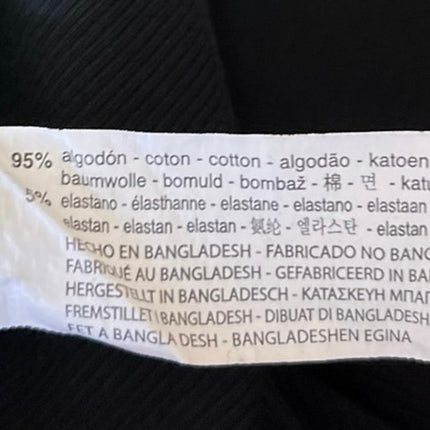 95% algodón - coton - cotton - algodão - katoen
baumwolle - bomuld - bombaž - 棉 - 면 - katu
5% elastano - élasthanne - elastane - elastano - elastaan
elastan - elastan - elastan - 氨纶 - 엘라스탄 - elastan
HECHO EN BANGLADESH - FABRICADO NO BANG
FABRIQUÉ AU BANGLADESH - GEFABRICEERD IN BA
HERGESTELLT IN BANGLADESCH - ΚΑΤΑΣΚΕΥΗ ΜΠΑΓ
FREMSTILLET I BANGLADESH - DIBUAT DI BANGLADESH
FET A BANGLADESH - BANGLADESHEN EGINA